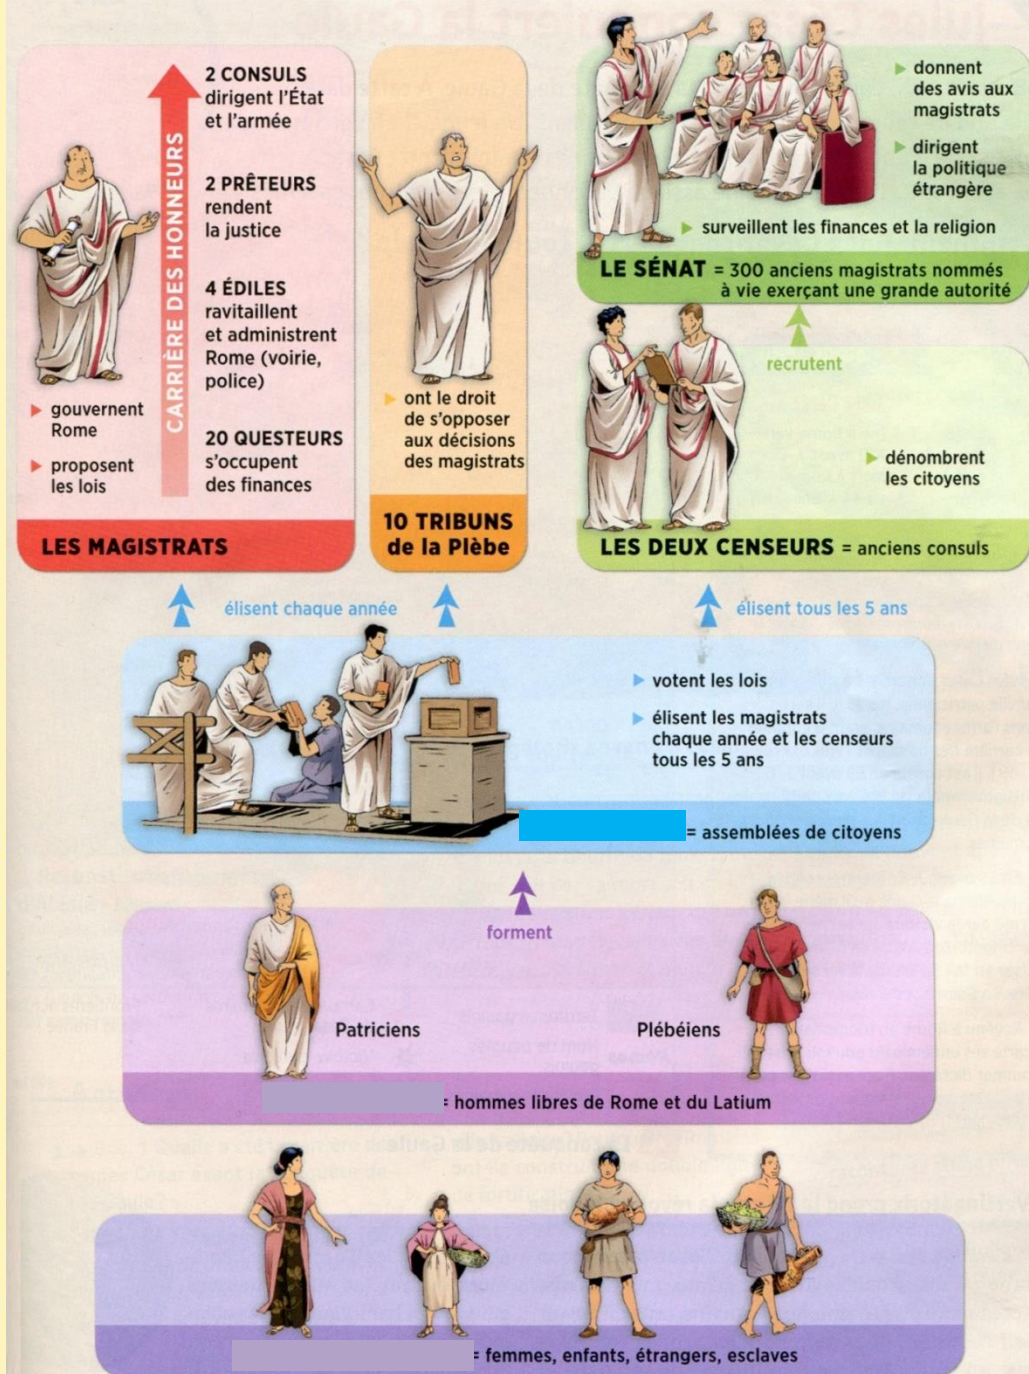 2 CONSULS
dirigent l'État
et l'armée
2 PRÊTEURS
rendent
la justice
4 ÉDILES
ravitaillent
et administrent
Rome (voirie,
police)
20 QUESTEURS
s'occupent
des finances
CARRIÈRE DES HONNEURS
▶ gouvernent
Rome
▶ proposent
les lois
LES MAGISTRATS
▶ ont le droit
de s'opposer
aux décisions
des magistrats
10 TRIBUNS
de la Plèbe
▶ donnent
des avis aux
magistrats
▶ dirigent
la politique
étrangère
▶ surveillent les finances et la religion
LE SÉNAT = 300 anciens magistrats nommés
à vie exerçant une grande autorité
recrutent
▶ dénombrent
les citoyens
LES DEUX CENSEURS = anciens consuls
élisent chaque année
élisent tous les 5 ans
▶ votent les lois
▶ élisent les magistrats
chaque année et les censeurs
tous les 5 ans
= assemblées de citoyens
forment
Patriciens
Plébéiens
= hommes libres de Rome et du Latium
= femmes, enfants, étrangers, esclaves